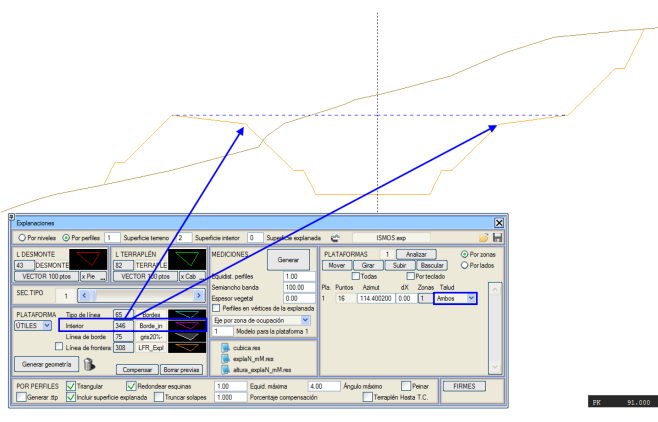 Explanaciones
Por niveles Por perfiles 1 Superficie terreno 2 Superficie interior 0 Superficie explanada ISMOS exp
L DESMONTE
43 DESMONTE
VECTOR 100 ptos x Pie ...
L TERRAPLÉN
82 TERRAPLE
VECTOR 100 ptos x Cab ...
SEC.TIPO 1
PLATAFORMA Tipo de línea 65 Bordes
ÚTILES Interior 346 Borde_in
Línea de borde 75 gris20%-
Línea de frontera 308 LFR_Expl
Generar geometría Compensar Borrar previas
MEDICIONES Generar
Equidist. perfiles 1.00
Semiancho banda 100.00
Espesor vegetal 0.00
Perfiles en vértices de la explanada
Eje por zona de ocupación
1 Modelo para la plataforma 1
cubica.res
explaN_mM.res
altura_explaN_mM.res
PLATAFORMAS 1 Analizar Por zonas
Mover Girar Subir Bascular Por lados
Todas Por teclado
Pla. Puntos Azimut dX Zonas Talud
1 16 114.400200 0.00 1 Ambos
POR PERFILES Triangular Redondear esquinas 1.00 Equid. máxima 4.00 Ángulo máximo Peinar FIRMES
Generar .ttp Incluir superficie explanada Truncar solapes 1.000 Porcentaje compensación Terraplén Hasta T.C.
PK 91.000